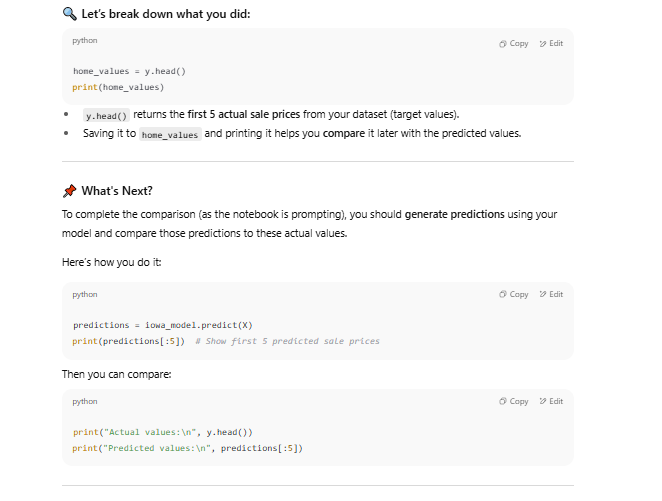 🔍 Let's break down what you did:
python
Copy Edit
home_values = y.head()
print(home_values)
• y.head() returns the first 5 actual sale prices from your dataset (target values).
• Saving it to home_values and printing it helps you compare it later with the predicted values.
📌 What's Next?
To complete the comparison (as the notebook is prompting), you should generate predictions using your
model and compare those predictions to these actual values.
Here's how you do it:
python
Copy Edit
predictions = iowa_model.predict(X)
print(predictions[:5])  # Show first 5 predicted sale prices
Then you can compare:
python
Copy Edit
print("Actual values:\n", y.head())
print("Predicted values:\n", predictions[:5])